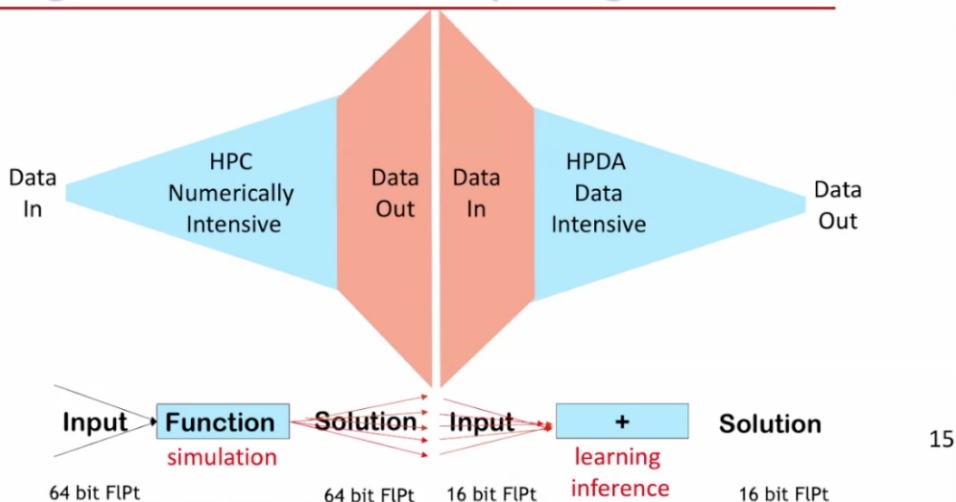 Data
In
HPC
Numerically
Intensive
Data
Out
Data
In
HPDA
Data
Intensive
Data
Out
Input
Function
Solution
Input
+
Solution
simulation
learning
inference
15
64 bit FlPt
64 bit FlPt
16 bit FlPt
16 bit FlPt